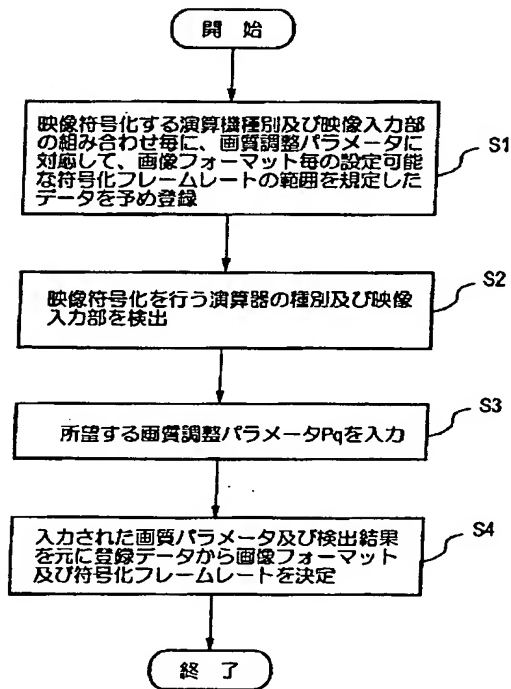 開 始
映像符号化する演算機種別及び映像入力部
の組み合わせ毎に、画質調整パラメータに
対応して、画像フォーマット毎の設定可能
な符号化フレームレートの範囲を規定した
データを予め登録
S1
映像符号化を行う演算器の種別及び映像
入力部を検出
S2
所望する画質調整パラメータPqを入力
S3
入力された画質パラメータ及び検出結果
を元に登録データから画像フォーマット
及び符号化フレームレートを決定
S4
終 了